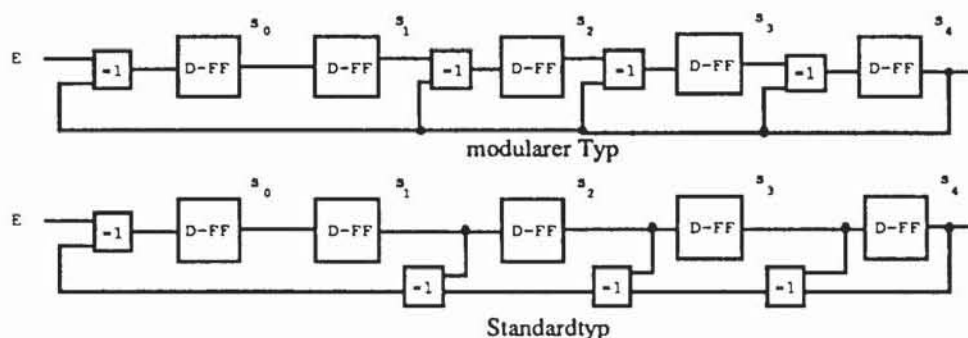 s0 s1 s2 s3 s4
E =1 D-FF D-FF =1 D-FF =1 D-FF =1 D-FF
modularer Typ
s0 s1 s2 s3 s4
E =1 D-FF D-FF D-FF D-FF D-FF
=1 =1 =1
Standardtyp